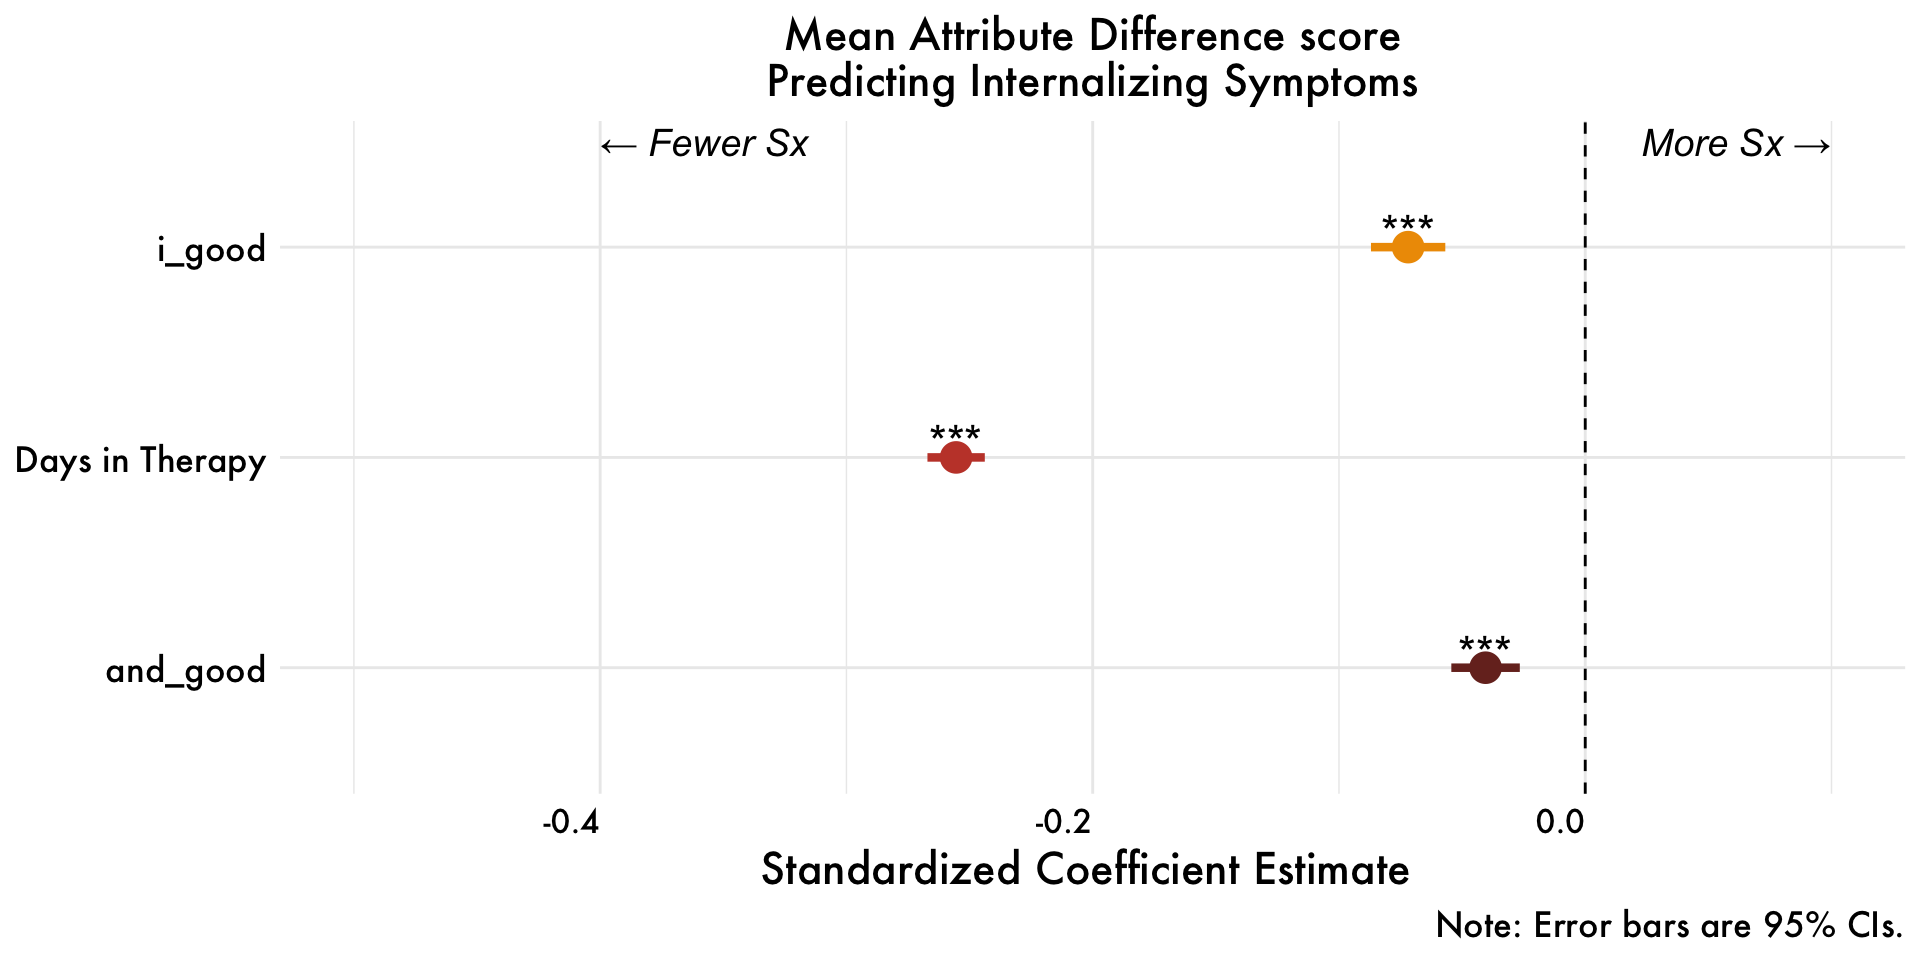 Mean Attribute Difference score
Predicting Internalizing Symptoms
← Fewer Sx
More Sx →
i_good
***
Days in Therapy
***
and_good
***
-0.4
-0.2
0.0
Standardized Coefficient Estimate
Note: Error bars are 95% CIs.